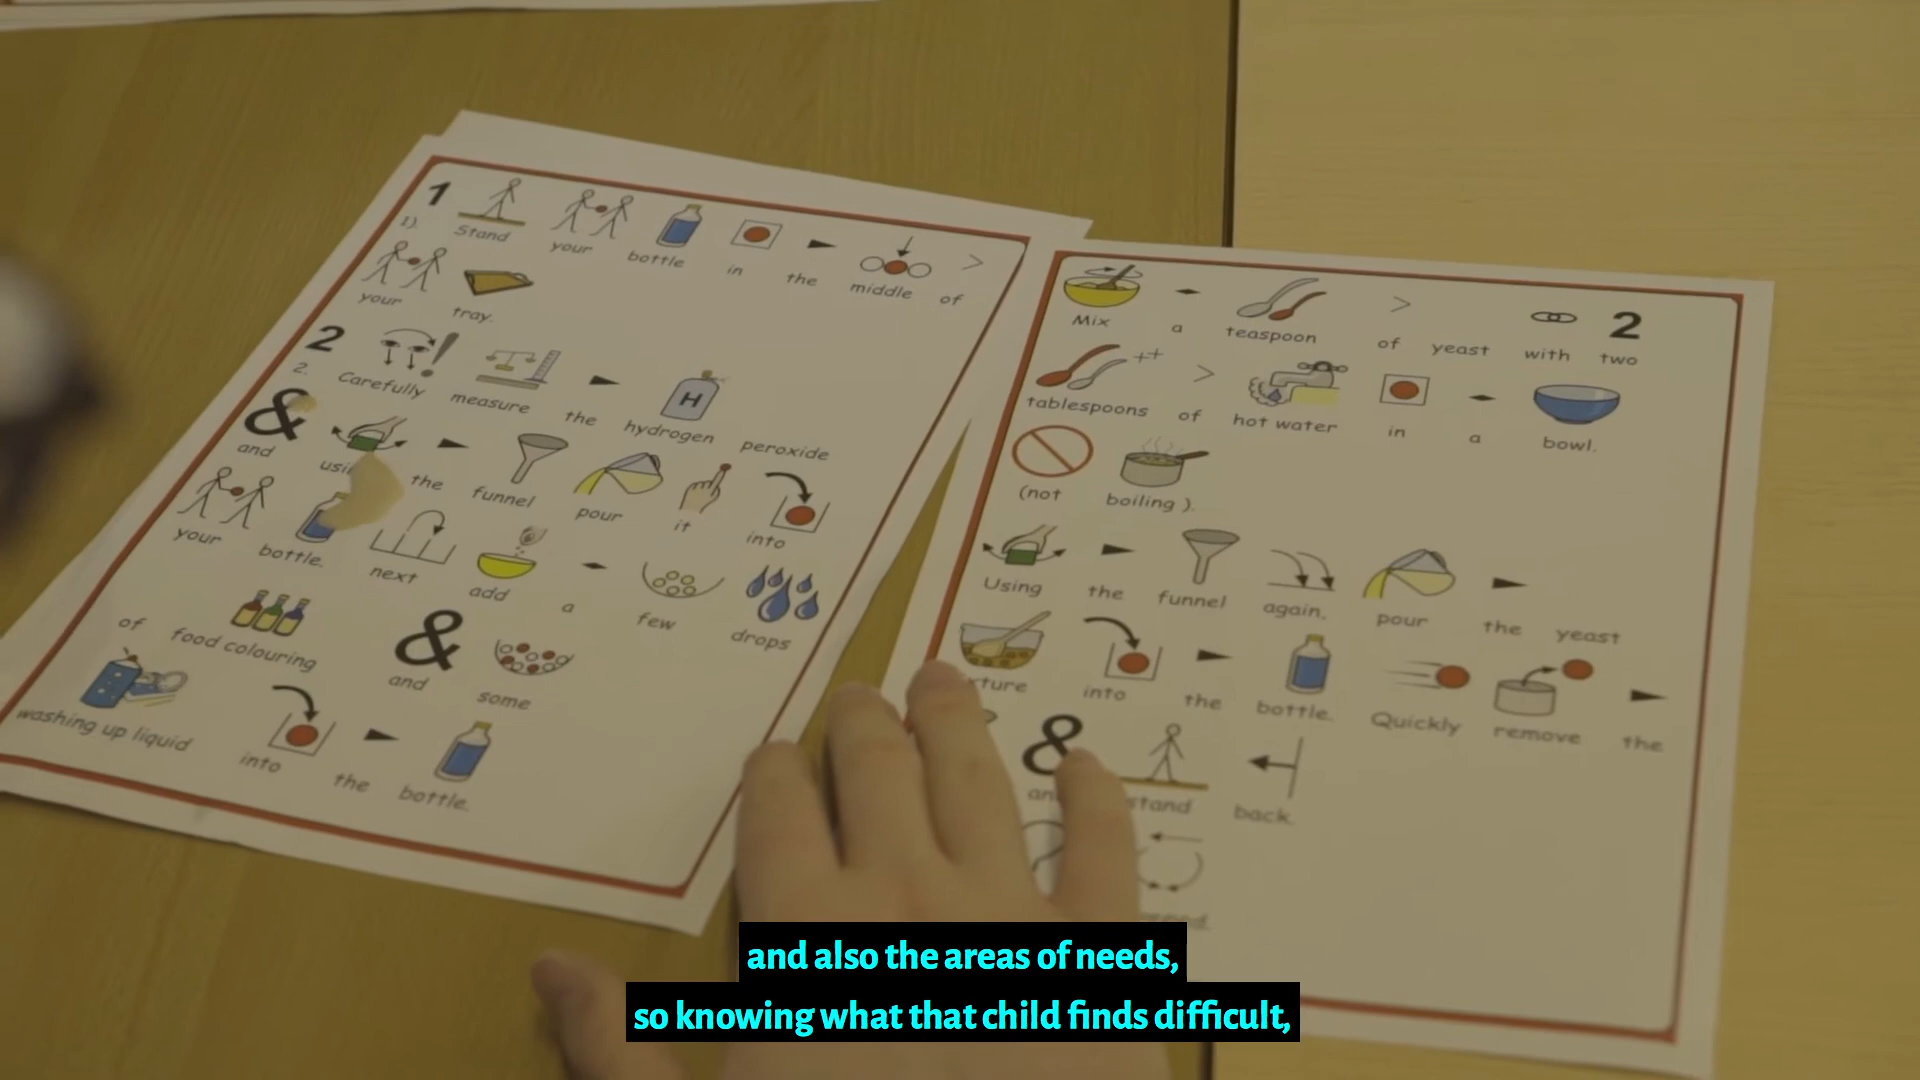 1
1). Stand your bottle in the middle of
your tray.
2
2. Carefully measure the hydrogen peroxide
H
& 
and using the funnel pour it into
your bottle. next add a few drops
of food colouring & and some
washing up liquid into the bottle.
2
Mix a teaspoon of yeast with two
tablespoons of hot water in a bowl.
(not boiling ).
Using the funnel again, pour the yeast
into the bottle. Quickly remove the
&
and stand back.
and also the areas of needs,
so knowing what that child finds difficult,